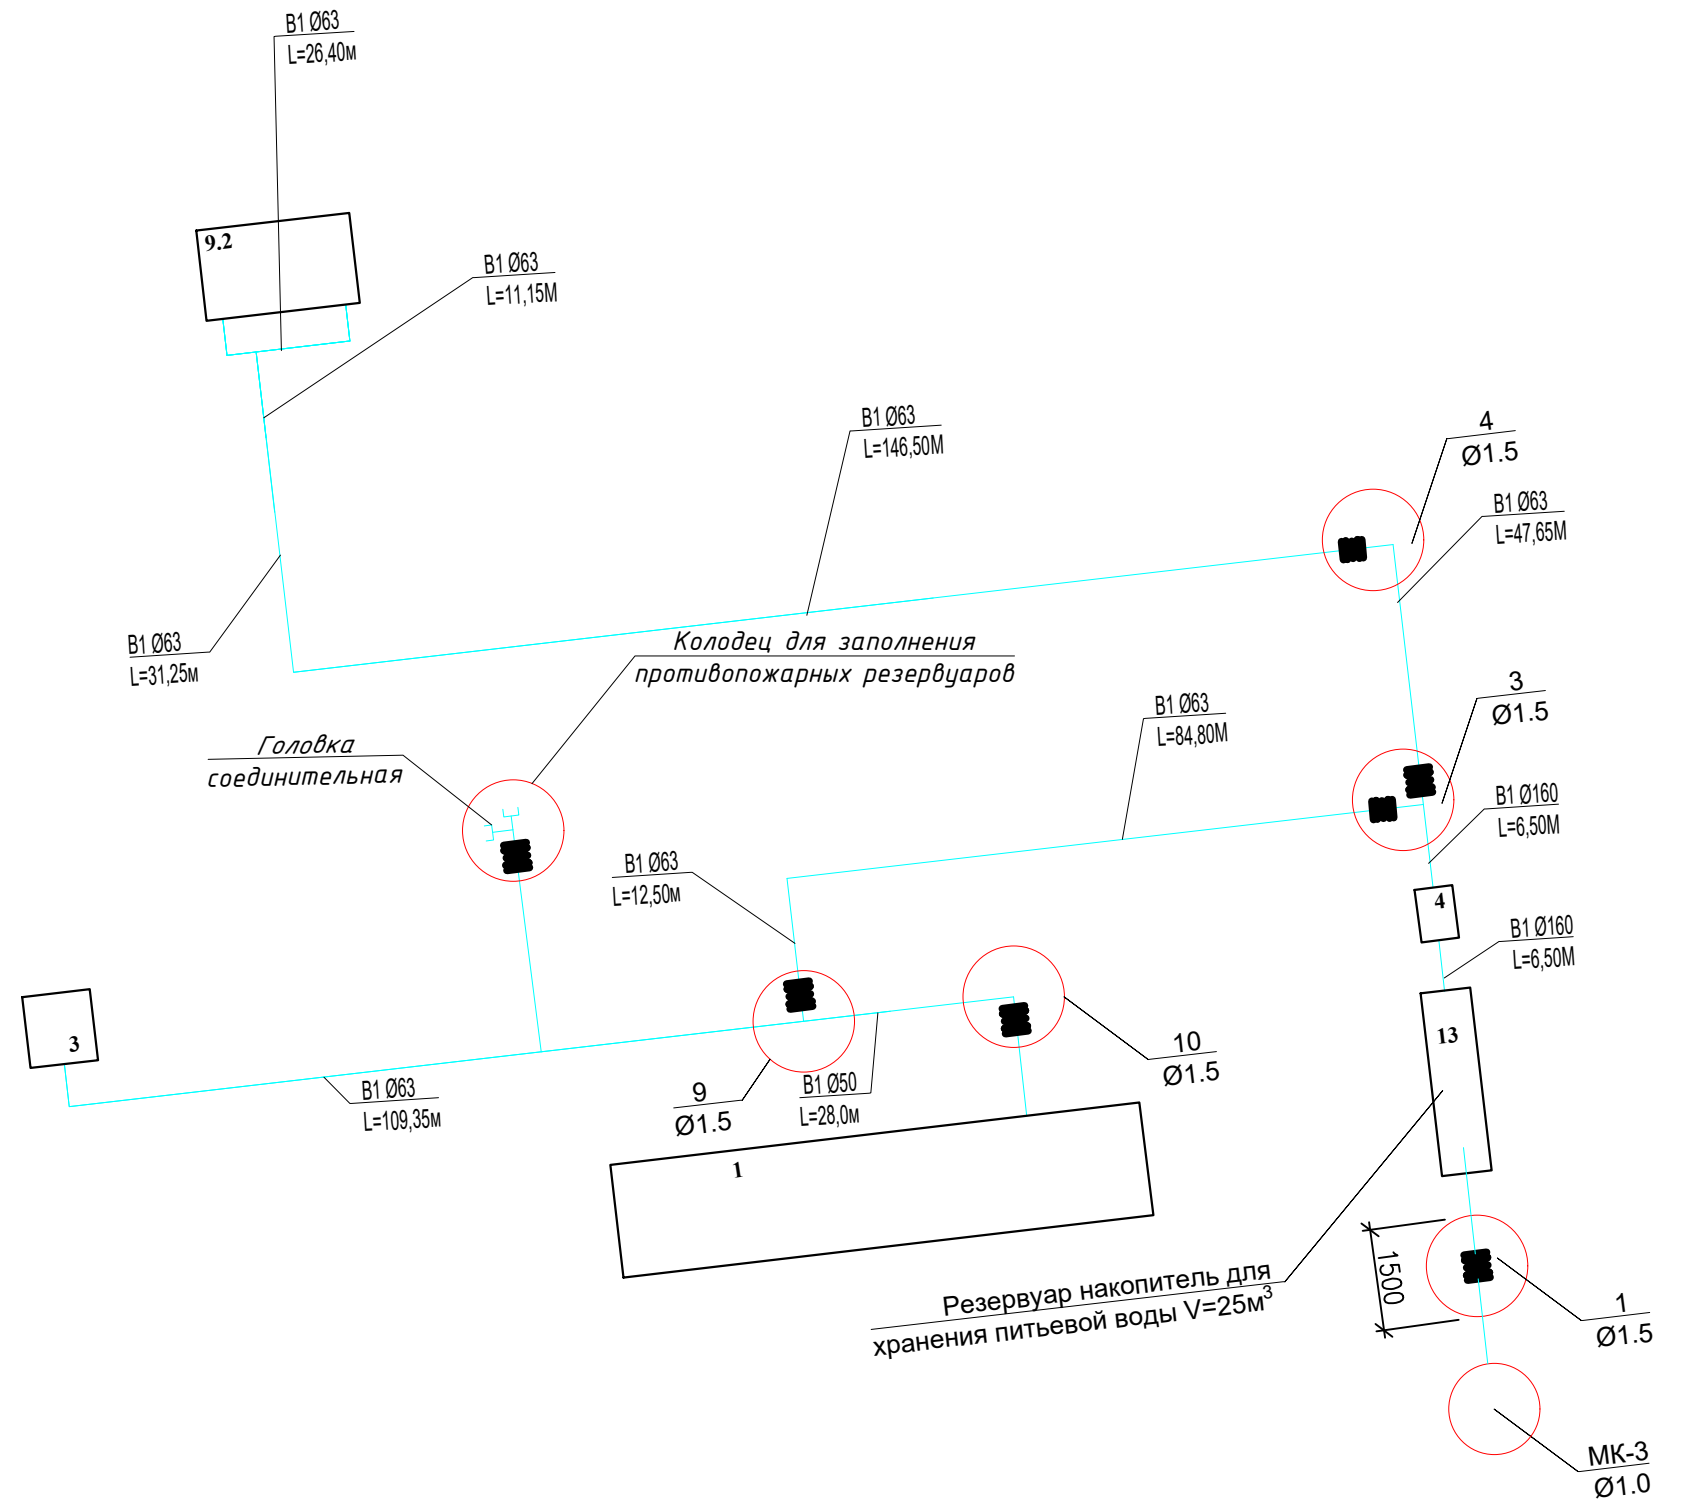 В1 Ø63
L=26,40м
9.2
В1 Ø63
L=11,15М
В1 Ø63
L=146,50М
4
Ø1.5
В1 Ø63
L=47,65М
В1 Ø63
L=31,25м
Колодец для заполнения
противопожарных резервуаров
Головка
соединительная
В1 Ø63
L=84,80М
3
Ø1.5
В1 Ø160
L=6,50М
В1 Ø63
L=12,50м
4
В1 Ø160
L=6,50М
3
13
В1 Ø63
L=109,35м
9
Ø1.5
В1 Ø50
L=28,0м
10
Ø1.5
1
1500
Резервуар накопитель для
хранения питьевой воды V=25м³
1
Ø1.5
МК-3
Ø1.0